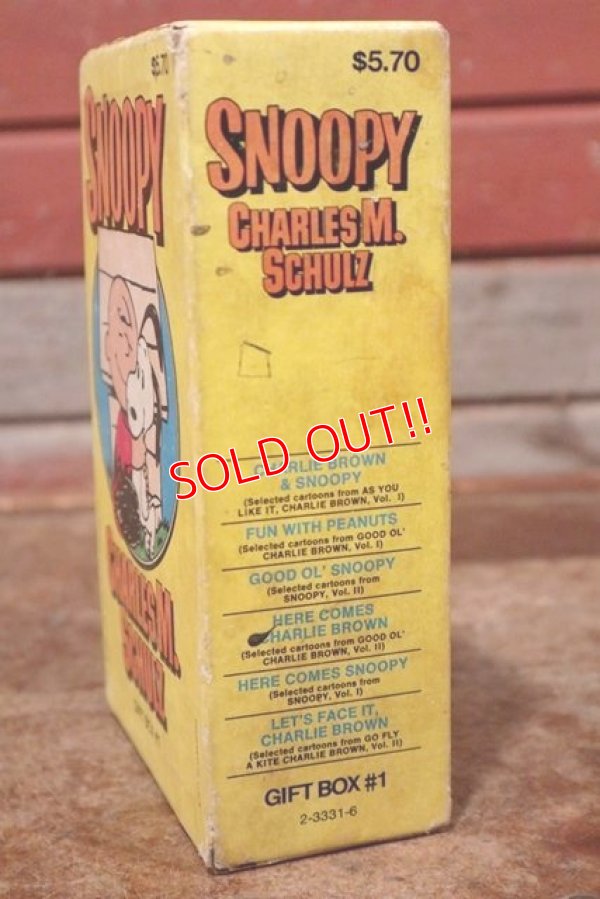 $5.70
SNOOPY
CHARLES M.
SCHULZ
$5.70
SNOOPY
CHARLES M.
SCHULZ
SOLD OUT!!
CHARLIE BROWN
& SNOOPY
(Selected cartoons from AS YOU
LIKE IT, CHARLIE BROWN, Vol. I)
FUN WITH PEANUTS
(Selected cartoons from GOOD OL'
CHARLIE BROWN, Vol. I)
GOOD OL' SNOOPY
(Selected cartoons from
SNOOPY, Vol. II)
HERE COMES
CHARLIE BROWN
(Selected cartoons from GOOD OL'
CHARLIE BROWN, Vol. II)
HERE COMES SNOOPY
(Selected cartoons from
SNOOPY, Vol. I)
LET'S FACE IT,
CHARLIE BROWN
(Selected cartoons from GO FLY
A KITE CHARLIE BROWN, Vol. II)
GIFT BOX #1
2-3331-6